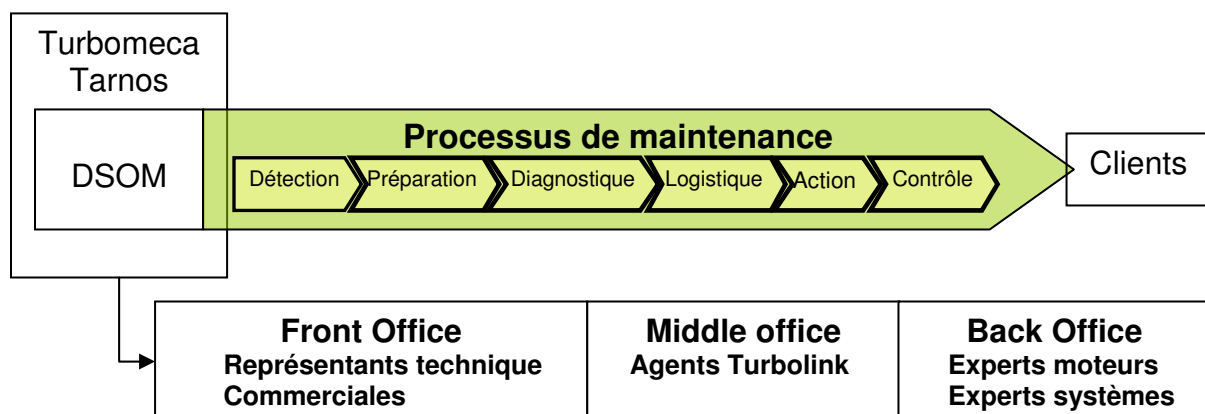 Turbomeca
Tarnos
Processus de maintenance
DSOM
Détection
Préparation
Diagnostique
Logistique
Action
Contrôle
Clients
Front Office
Représentants technique
Commerciales
Middle office
Agents Turbolink
Back Office
Experts moteurs
Experts systèmes